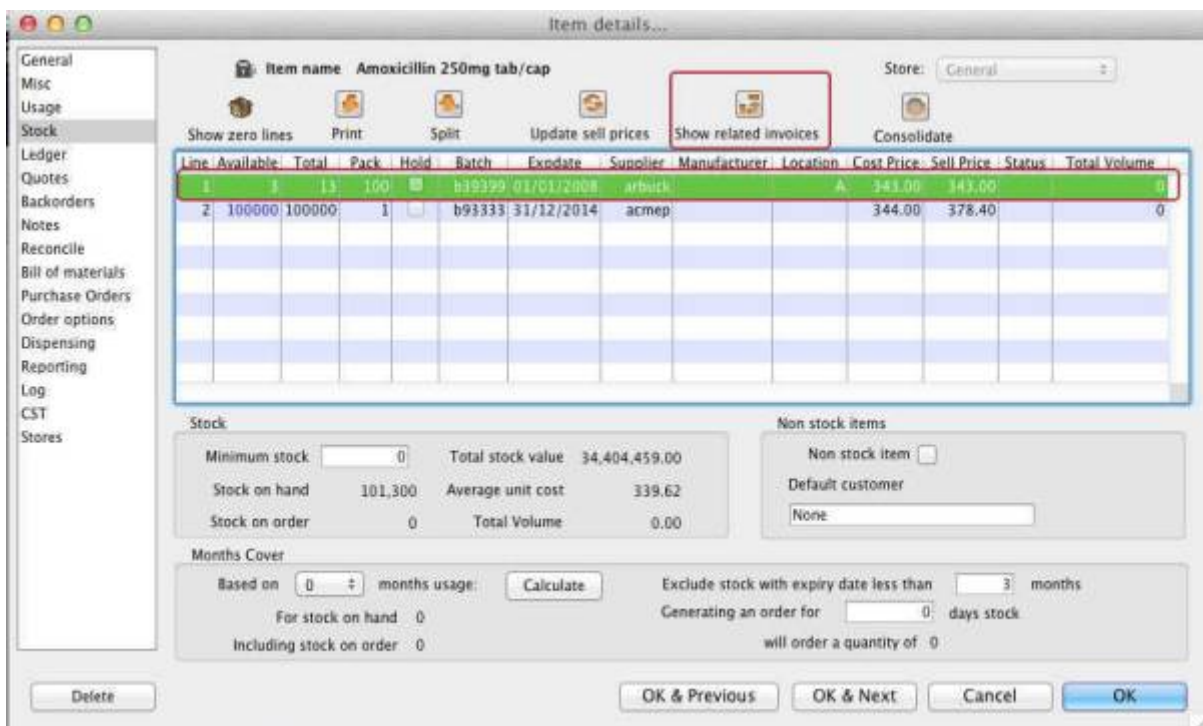 Item details...
General
Misc
Usage
Stock
Ledger
Quotes
Backorders
Notes
Reconcile
Bill of materials
Purchase Orders
Order options
Dispensing
Reporting
Log
CST
Stores
Item name Amoxicillin 250mg tab/cap
Store: General
Show zero lines Print Split Update sell prices Show related invoices Consolidate
Line Available Total Pack Hold Batch Expdate Supplier Manufacturer Location Cost Price Sell Price Status Total Volume
1 3 13 100 b39399 01/01/2008 arbuck A 343.00 343.00 0
2 100000 100000 1 b93333 31/12/2014 acmep 344.00 378.40 0
Stock
Minimum stock 0 Total stock value 34,404,459.00
Stock on hand 101,300 Average unit cost 339.62
Stock on order 0 Total Volume 0.00
Non stock items
Non stock item
Default customer
None
Months Cover
Based on 0 months usage: Calculate
For stock on hand 0
Including stock on order 0
Exclude stock with expiry date less than 3 months
Generating an order for 0 days stock
will order a quantity of 0
Delete OK & Previous OK & Next Cancel OK